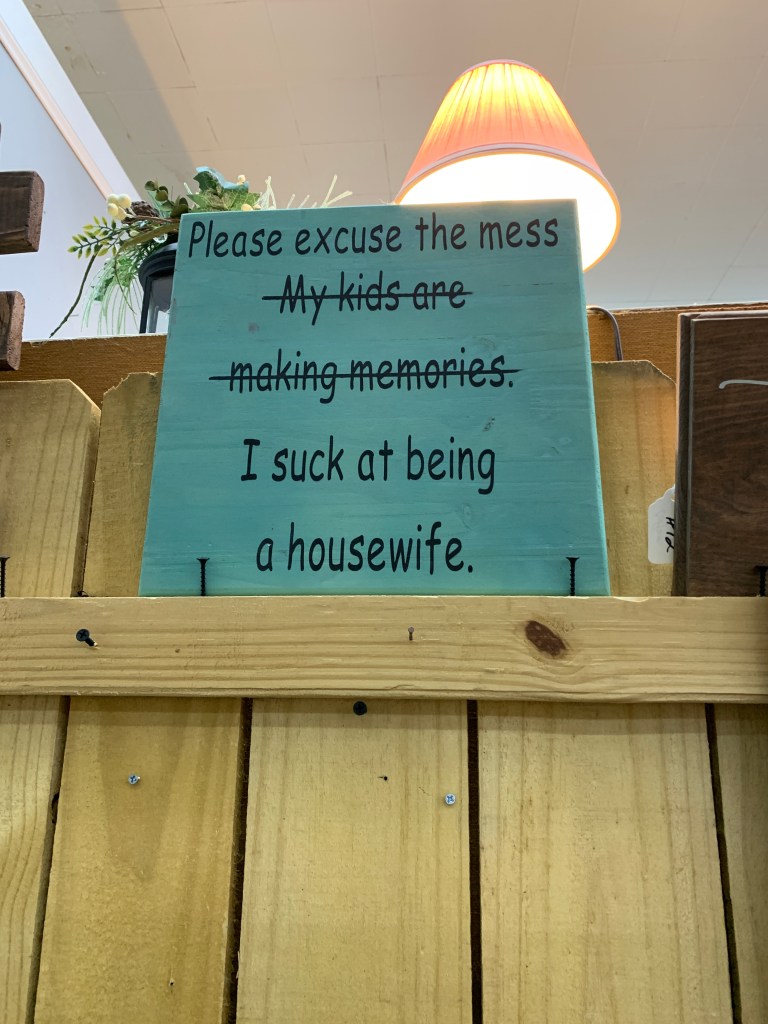 Please excuse the mess
~~My kids are~~
~~making memories.~~
I suck at being
a housewife.